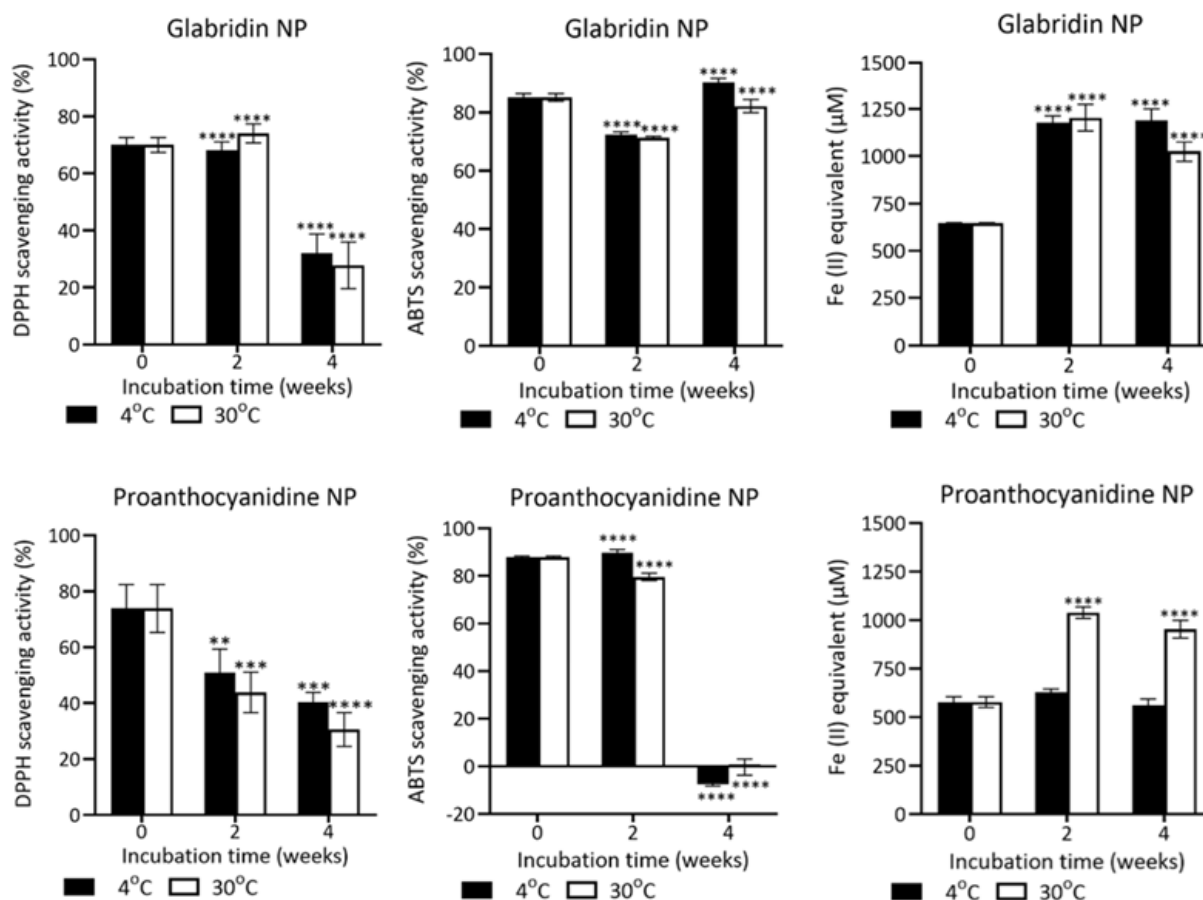 Glabridin NP
DPPH scavenging activity (%)
100
80
60
40
20
0
**** ****
**** ****
0 2 4
Incubation time (weeks)
4°C 30°C
Glabridin NP
ABTS scavenging activity (%)
100
80
60
40
20
0
**** ****
**** ****
0 2 4
Incubation time (weeks)
4°C 30°C
Glabridin NP
Fe (II) equivalent (µM)
1500
1250
1000
750
500
250
0
**** ****
**** ****
0 2 4
Incubation time (weeks)
4°C 30°C
Proanthocyanidine NP
DPPH scavenging activity (%)
100
80
60
40
20
0
** ***
*** ****
0 2 4
Incubation time (weeks)
4°C 30°C
Proanthocyanidine NP
ABTS scavenging activity (%)
100
80
60
40
20
0
-20
**** ****
**** ****
0 2 4
Incubation time (weeks)
4°C 30°C
Proanthocyanidine NP
Fe (II) equivalent (µM)
1500
1250
1000
750
500
250
0
**** ****
0 2 4
Incubation time (weeks)
4°C 30°C